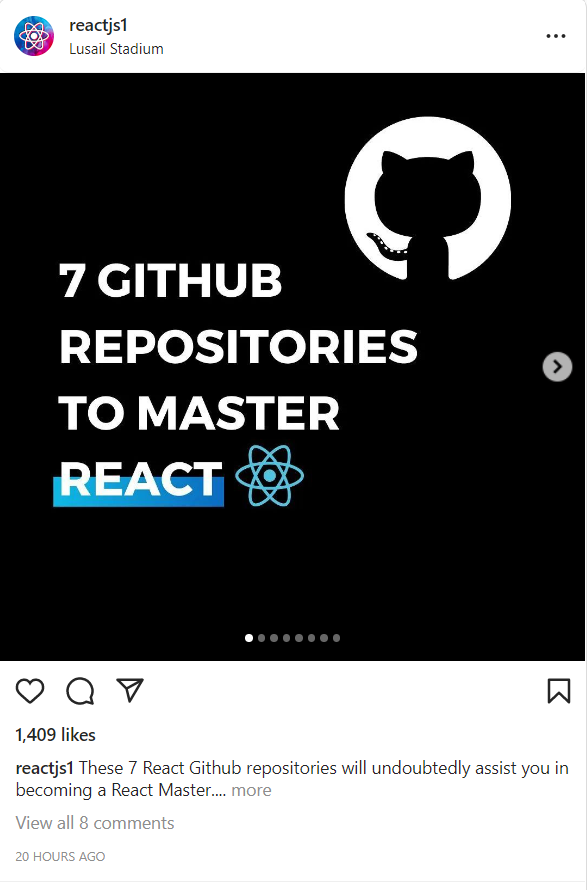 reactjs1
Lusail Stadium
7 GITHUB
REPOSITORIES
TO MASTER
REACT
1,409 likes
reactjs1 These 7 React Github repositories will undoubtedly assist you in
becoming a React Master.... more
View all 8 comments
20 HOURS AGO